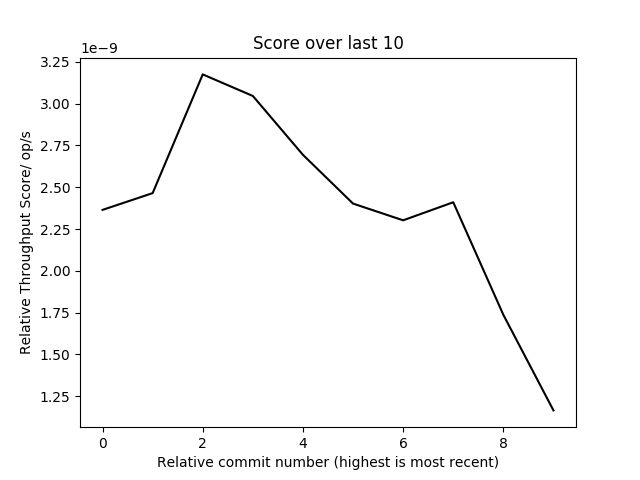 Score over last 10
1e−9
3.25
3.00
2.75
2.50
2.25
2.00
1.75
1.50
1.25
Relative Throughput Score/ op/s
0 2 4 6 8
Relative commit number (highest is most recent)